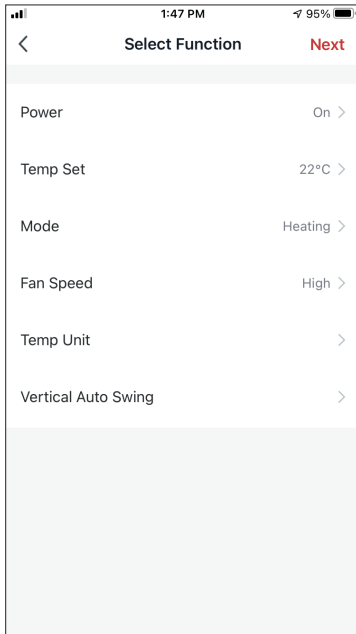 1:47 PM 95%
Select Function Next
Power On
Temp Set 22°C
Mode Heating
Fan Speed High
Temp Unit
Vertical Auto Swing